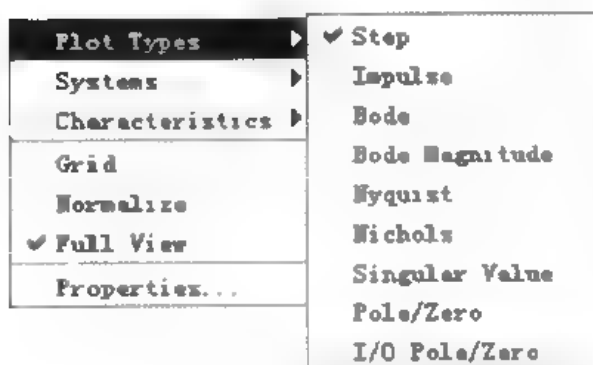 Plot Types
Systems
Characteristics
Grid
Normalize
Full View
Properties...
Step
Impulse
Bode
Bode Magnitude
Nyquist
Nichols
Singular Value
Pole/Zero
I/O Pole/Zero